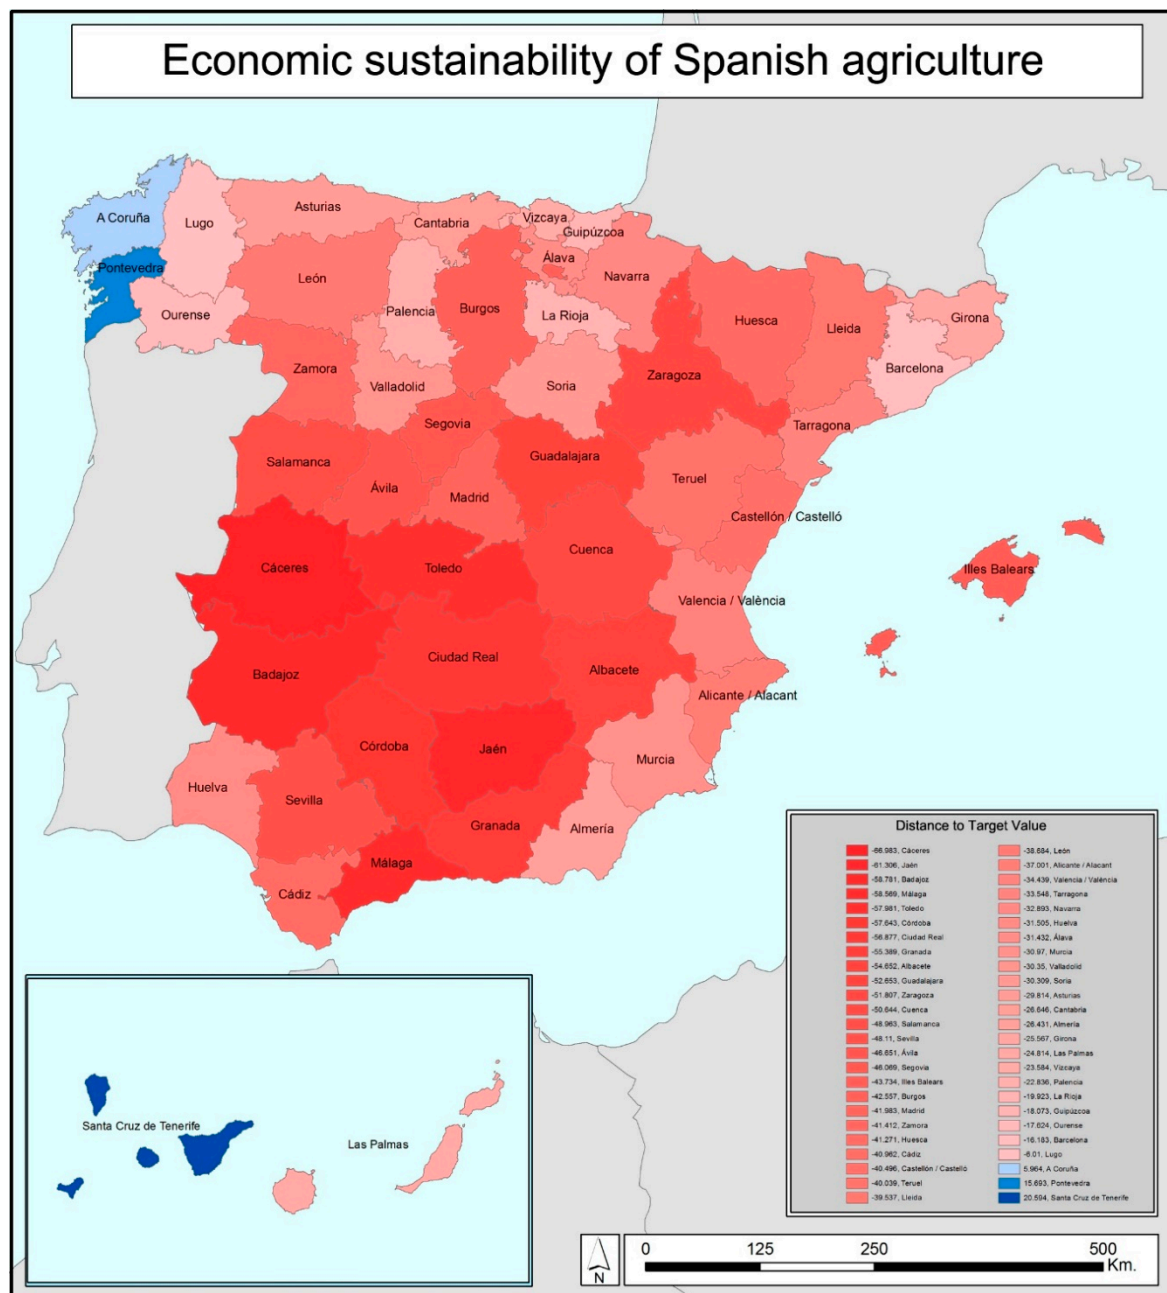 Economic sustainability of Spanish agriculture
A Coruña
Lugo
Asturias
Cantabria
Vizcaya
Guipúzcoa
Pontevedra
Ourense
León
Palencia
Burgos
Álava
Navarra
La Rioja
Huesca
Lleida
Girona
Barcelona
Zamora
Valladolid
Soria
Zaragoza
Tarragona
Segovia
Salamanca
Ávila
Madrid
Guadalajara
Teruel
Castellón / Castelló
Cáceres
Toledo
Cuenca
Valencia / València
Illes Balears
Badajoz
Ciudad Real
Albacete
Alicante / Alacant
Córdoba
Jaén
Murcia
Huelva
Sevilla
Granada
Almería
Málaga
Cádiz
Santa Cruz de Tenerife
Las Palmas
Distance to Target Value
-66.983, Cáceres
-61.306, Jaén
-58.781, Badajoz
-58.569, Málaga
-57.981, Toledo
-57.643, Córdoba
-56.877, Ciudad Real
-55.389, Granada
-54.652, Albacete
-52.653, Guadalajara
-51.807, Zaragoza
-50.644, Cuenca
-48.963, Salamanca
-48.11, Sevilla
-46.651, Ávila
-46.069, Segovia
-43.734, Illes Balears
-42.557, Burgos
-41.983, Madrid
-41.412, Zamora
-41.271, Huesca
-40.962, Cádiz
-40.496, Castellón / Castelló
-40.039, Teruel
-39.537, Lleida
-38.684, León
-37.001, Alicante / Alacant
-34.439, Valencia / València
-33.548, Tarragona
-32.893, Navarra
-31.505, Huelva
-31.432, Álava
-30.97, Murcia
-30.35, Valladolid
-30.309, Soria
-29.814, Asturias
-26.646, Cantabria
-26.431, Almería
-25.567, Girona
-24.814, Las Palmas
-23.584, Vizcaya
-22.836, Palencia
-19.923, La Rioja
-18.073, Guipúzcoa
-17.624, Ourense
-16.183, Barcelona
-6.01, Lugo
5.964, A Coruña
15.693, Pontevedra
20.594, Santa Cruz de Tenerife
N
0 125 250 500
Km.